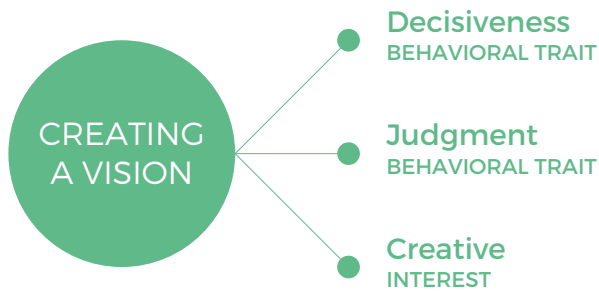 CREATING
A VISION
Decisiveness
BEHAVIORAL TRAIT
Judgment
BEHAVIORAL TRAIT
Creative
INTEREST